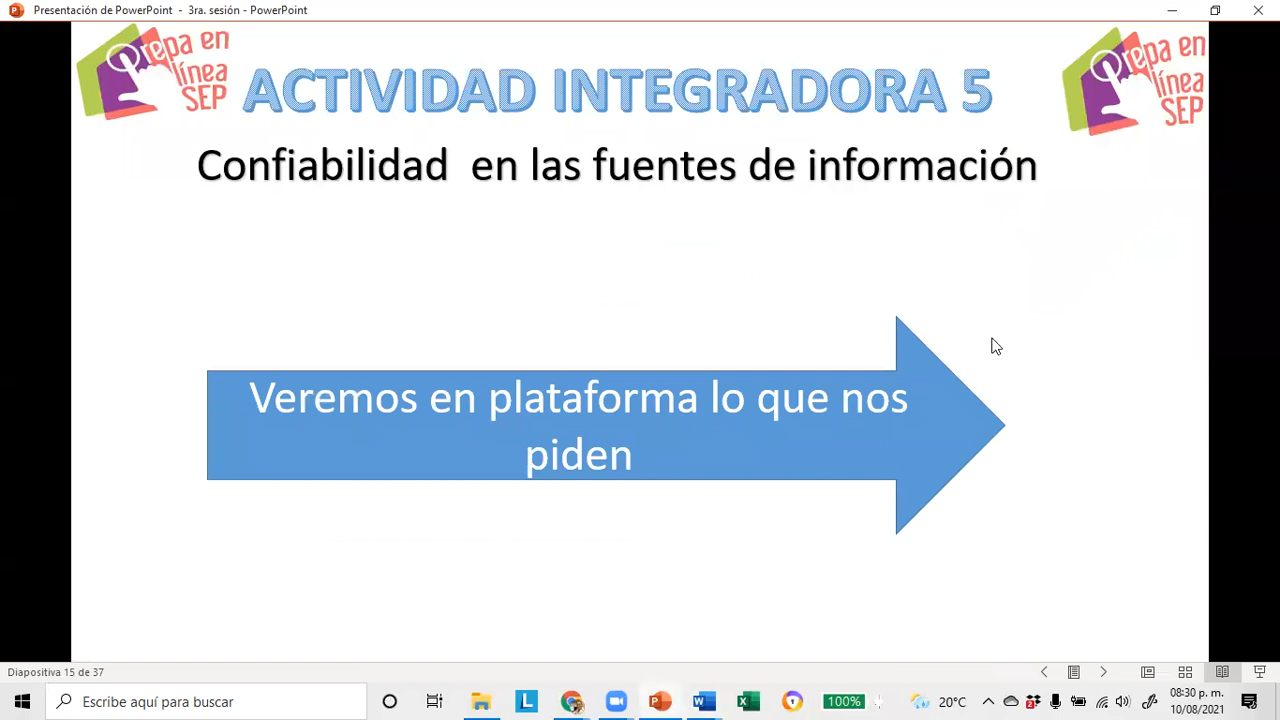 Presentación de PowerPoint - 3ra. sesión - PowerPoint
Prepa en línea SEP
ACTIVIDAD INTEGRADORA 5
Prepa en línea SEP
Confiabilidad en las fuentes de información
Veremos en plataforma lo que nos
piden
Diapositiva 15 de 37
Escribe aquí para buscar
100%
20°C
08:30 p. m.
10/08/2021